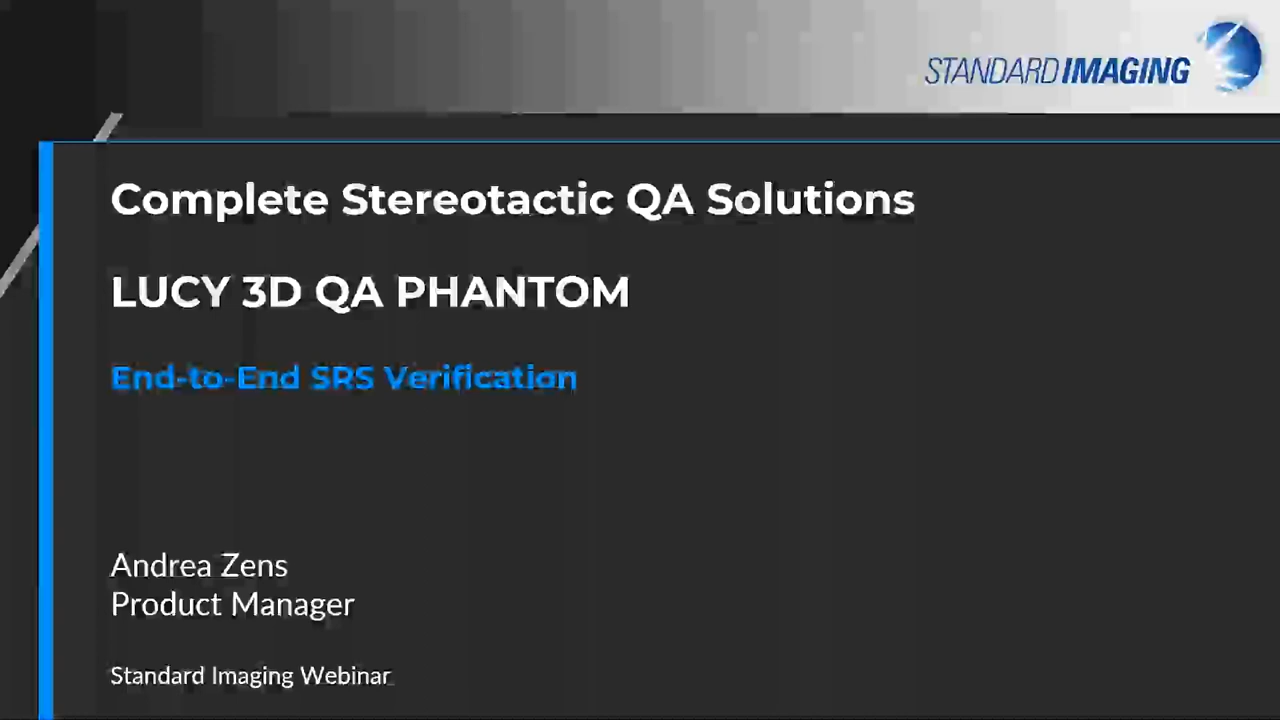 STANDARD IMAGING
Complete Stereotactic QA Solutions
LUCY 3D QA PHANTOM
End-to-End SRS Verification
Andrea Zens
Product Manager
Standard Imaging Webinar